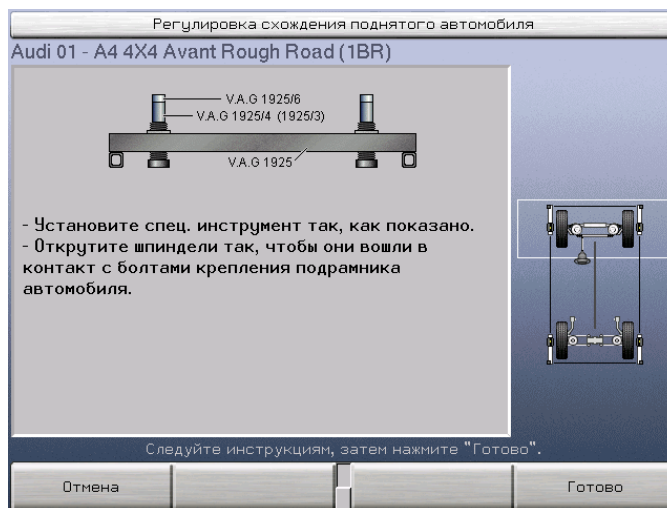 Регулировка схождения поднятого автомобиля
Audi 01 - A4 4X4 Avant Rough Road (1BR)
V.A.G 1925/6
V.A.G 1925/4 (1925/3)
V.A.G 1925
- Установите спец. инструмент так, как показано.
- Открутите шпиндели так, чтобы они вошли в
контакт с болтами крепления подрамника
автомобиля.
Следуйте инструкциям, затем нажмите "Готово".
Отмена
Готово